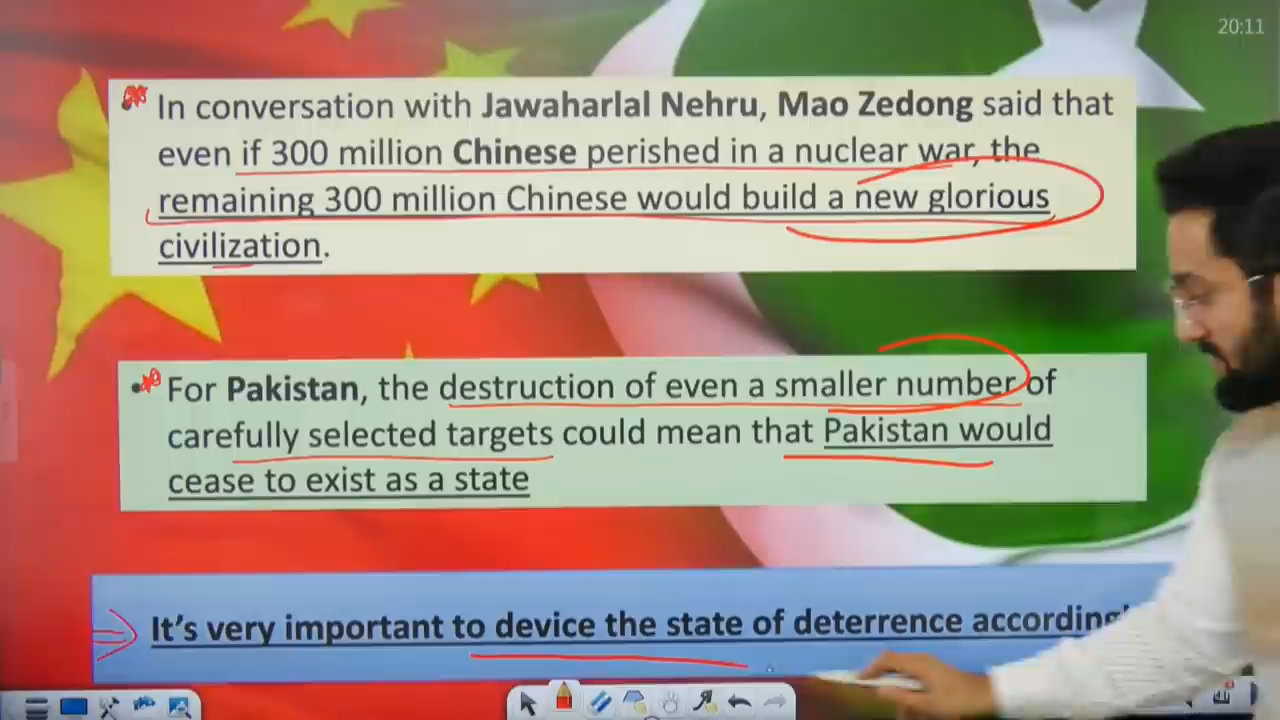 20:11
In conversation with Jawaharlal Nehru, Mao Zedong said that
even if 300 million Chinese perished in a nuclear war, the
remaining 300 million Chinese would build a new glorious
civilization.
For Pakistan, the destruction of even a smaller number of
carefully selected targets could mean that Pakistan would
cease to exist as a state
It's very important to device the state of deterrence according